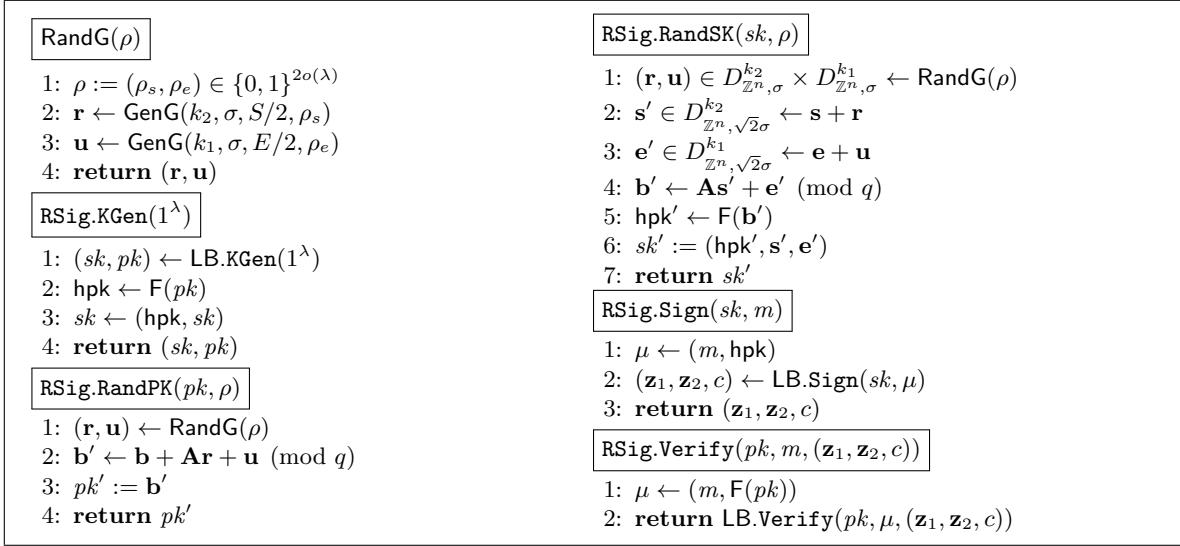 RandG(ρ)
1: ρ := (ρ_s, ρ_e) ∈ {0, 1}^{2o(λ)}
2: r ← GenG(k_2, σ, S/2, ρ_s)
3: u ← GenG(k_1, σ, E/2, ρ_e)
4: return (r, u)
RSig.KGen(1^λ)
1: (sk, pk) ← LB.KGen(1^λ)
2: hpk ← F(pk)
3: sk ← (hpk, sk)
4: return (sk, pk)
RSig.RandPK(pk, ρ)
1: (r, u) ← RandG(ρ)
2: b′ ← b + Ar + u (mod q)
3: pk′ := b′
4: return pk′
RSig.RandSK(sk, ρ)
1: (r, u) ∈ D^{k_2}_{ℤ^n,σ} × D^{k_1}_{ℤ^n,σ} ← RandG(ρ)
2: s′ ∈ D^{k_2}_{ℤ^n,√2σ} ← s + r
3: e′ ∈ D^{k_1}_{ℤ^n,√2σ} ← e + u
4: b′ ← As′ + e′ (mod q)
5: hpk′ ← F(b′)
6: sk′ := (hpk′, s′, e′)
7: return sk′
RSig.Sign(sk, m)
1: μ ← (m, hpk)
2: (z_1, z_2, c) ← LB.Sign(sk, μ)
3: return (z_1, z_2, c)
RSig.Verify(pk, m, (z_1, z_2, c))
1: μ ← (m, F(pk))
2: return LB.Verify(pk, μ, (z_1, z_2, c))